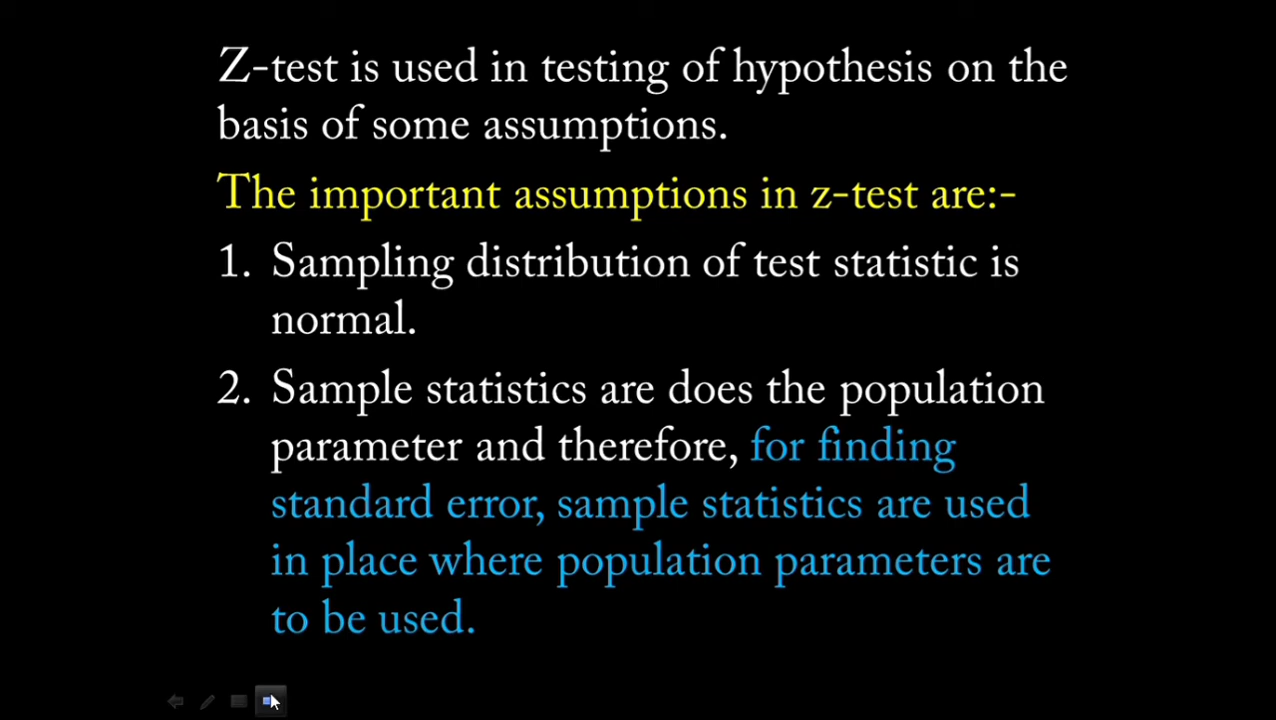 Z-test is used in testing of hypothesis on the
basis of some assumptions.
The important assumptions in z-test are:-
1. Sampling distribution of test statistic is
normal.
2. Sample statistics are does the population
parameter and therefore, for finding
standard error, sample statistics are used
in place where population parameters are
to be used.